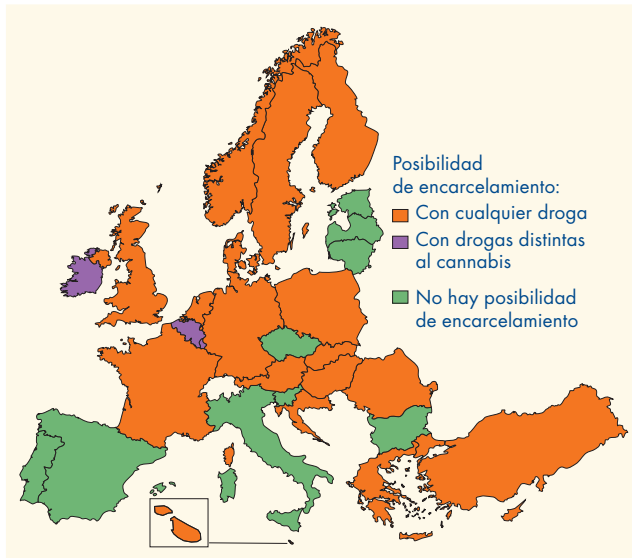 Posibilidad
de encarcelamiento:
Con cualquier droga
Con drogas distintas
al cannabis
No hay posibilidad
de encarcelamiento